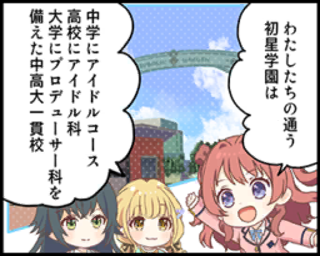 わたしたちの通う
初星学園は
中学にアイドルコース
高校にアイドル科
大学にプロデューサー科を
備えた中高大一貫校